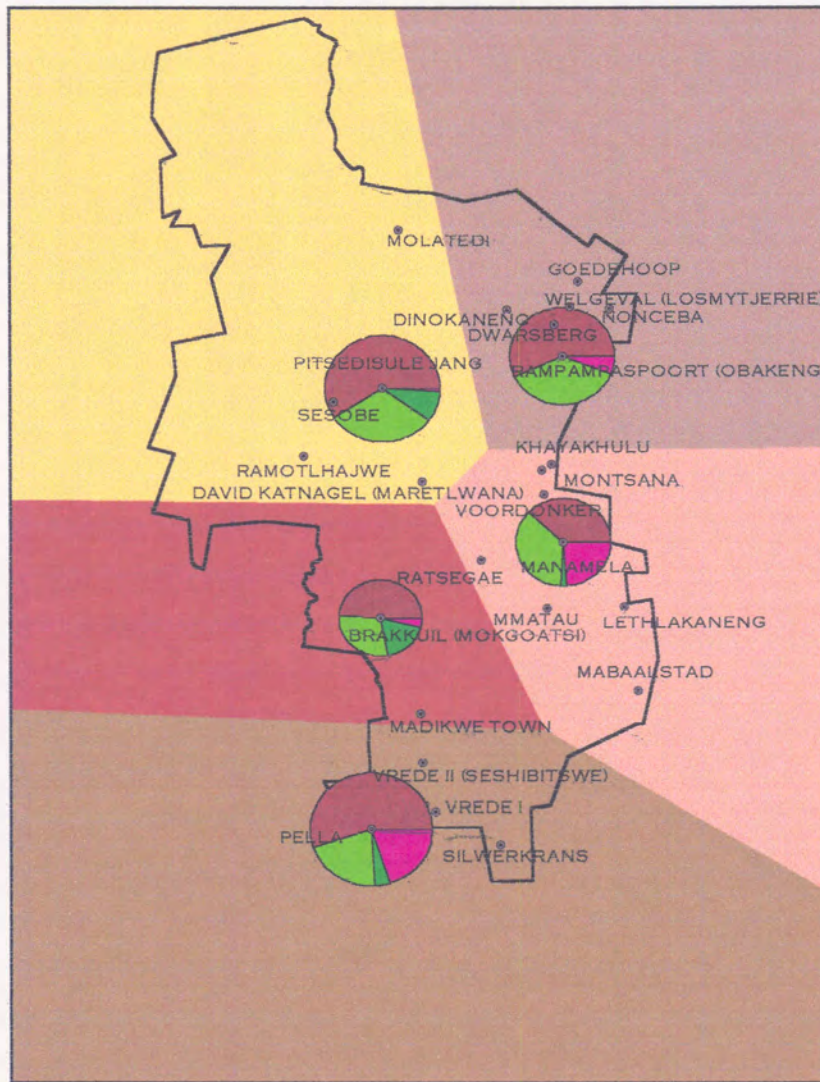 MOLATEDI
GOEDEHOOP
WELGEVAL (LOSMYTJERRIE)
DINOKANENG
NONCEBA
DWARSBERG
PITSEDISULEJANG
RAMPAMPASPOORT (OBAKENG
SESOBE
KHAYAKHULU
RAMOTLHAJWE
MONTSANA
DAVID KATNAGEL (MARETLWANA)
VOORDONKER
MANAMELA
RATSEGAE
MMATAU
LETHLAKANENG
BRAKKUIL (MOKGOATSI)
MABAALSTAD
MADIKWE TOWN
VREDE II (SESHIBITSWE)
VREDE I
PELLA
SILWERKRANS